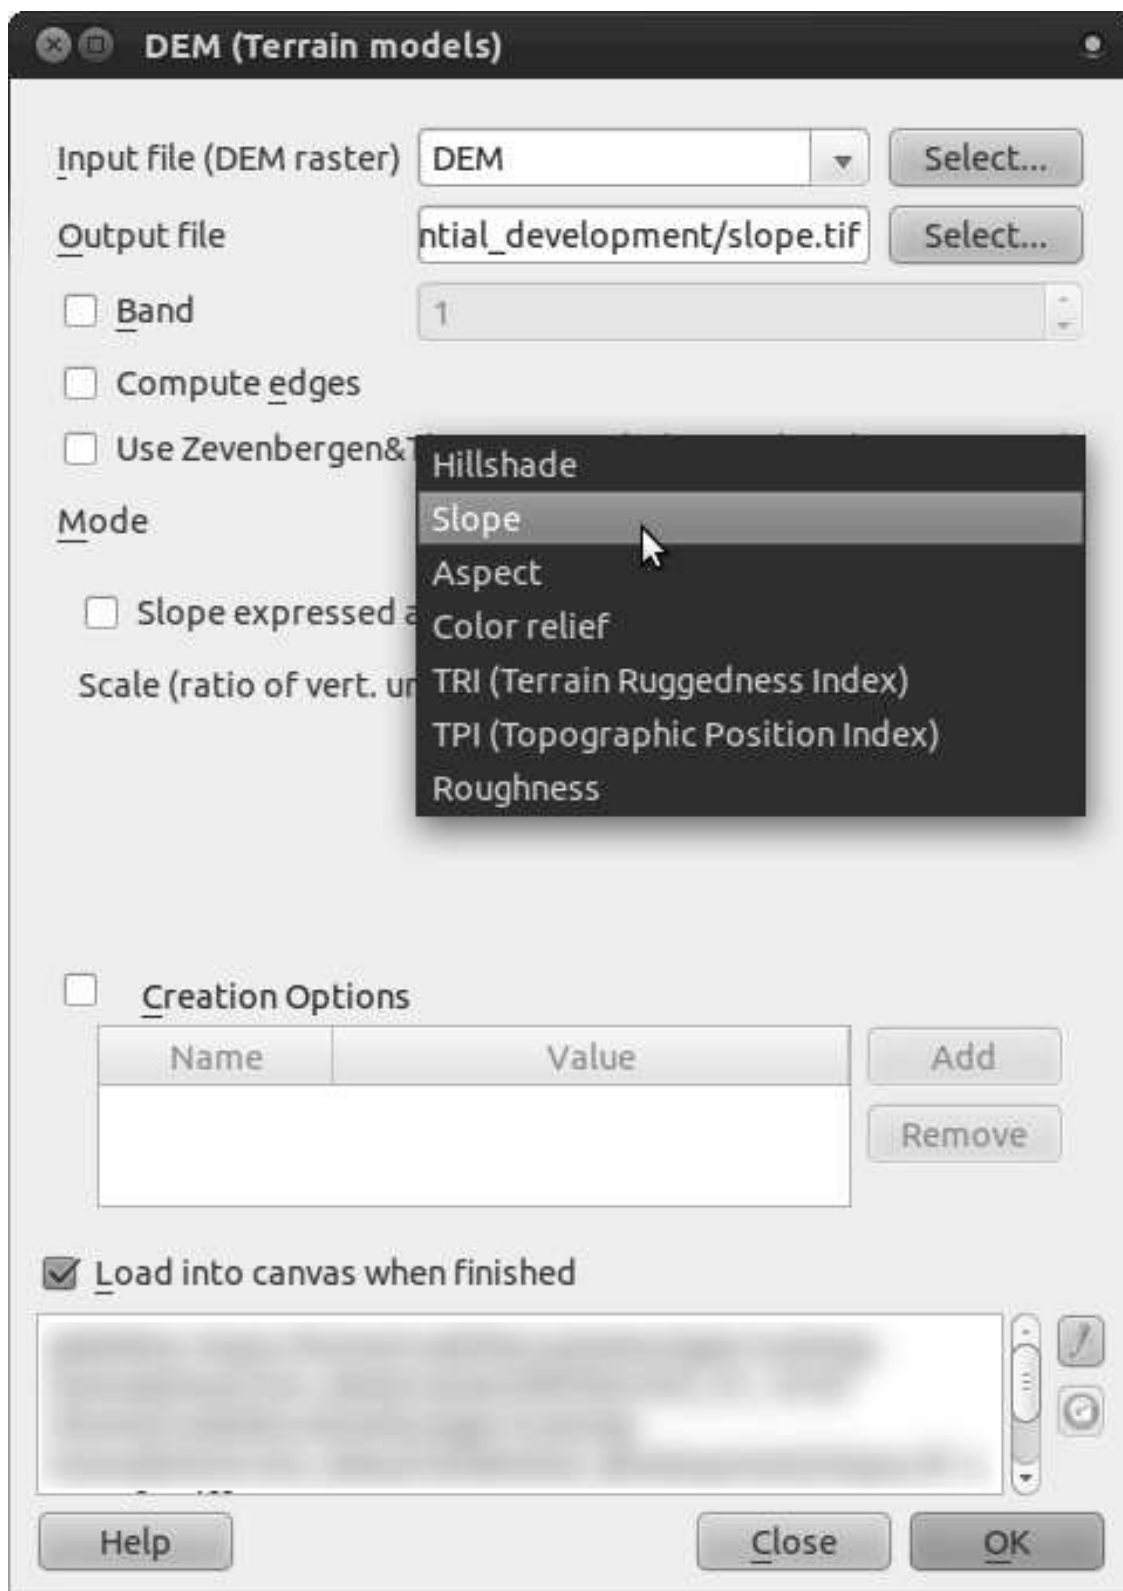 DEM (Terrain models)
Input file (DEM raster) DEM Select...
Output file ntial_development/slope.tif Select...
Band 1
Compute edges
Use Zevenbergen&
Hillshade
Mode Slope
Aspect
Slope expressed
Color relief
Scale (ratio of vert.
TRI (Terrain Ruggedness Index)
TPI (Topographic Position Index)
Roughness
Creation Options
Name Value Add
Remove
Load into canvas when finished
Help Close OK